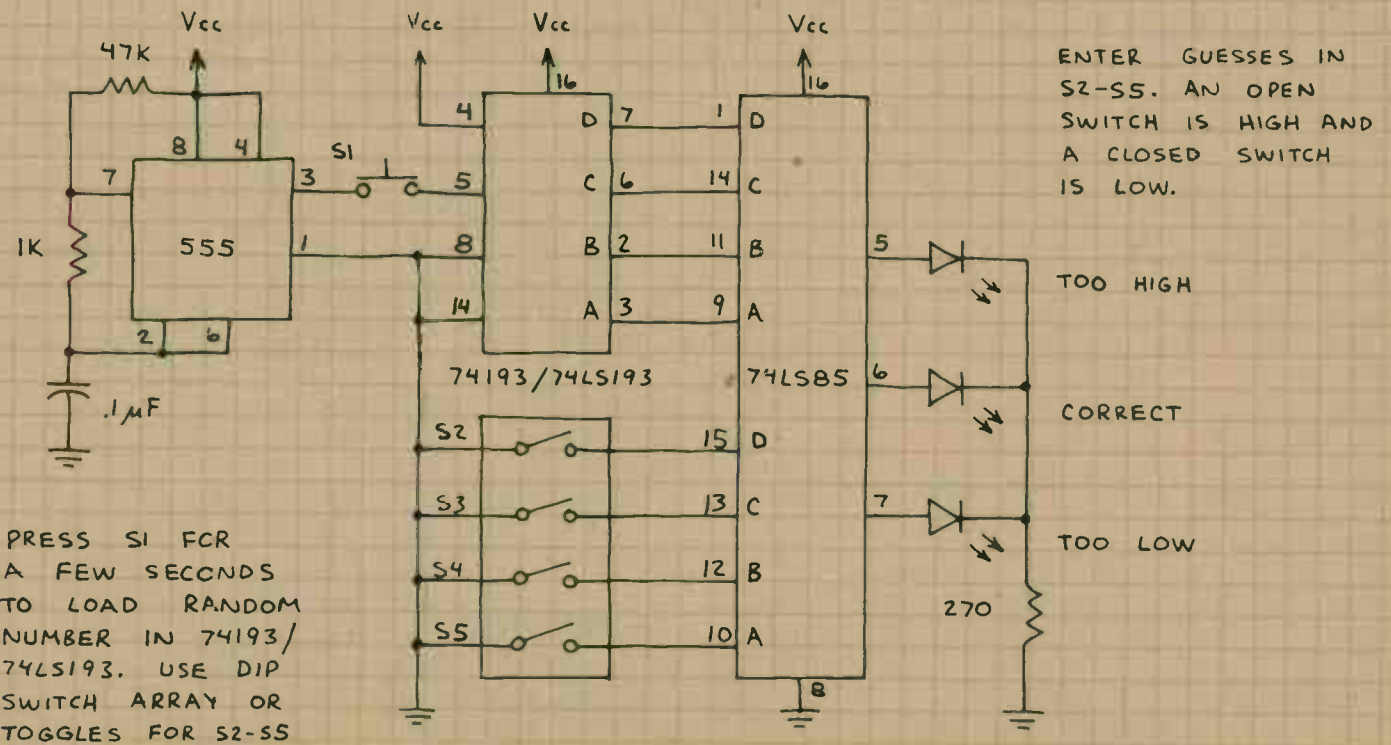 Vcc
Vcc
Vcc
Vcc
47K
16
16
ENTER GUESSES IN
S2-S5. AN OPEN
SWITCH IS HIGH AND
A CLOSED SWITCH
IS LOW.
4
D
7
1
D
8
4
S1
7
3
5
C
6
14
C
1K
555
1
8
B
2
11
B
5
TOO HIGH
14
A
3
9
A
2
6
74193/74LS193
74LS85
6
.1µF
CORRECT
S2
15
D
S3
13
C
7
TOO LOW
PRESS S1 FOR
A FEW SECONDS
TO LOAD RANDOM
NUMBER IN 74193/
74LS193. USE DIP
SWITCH ARRAY OR
TOGGLES FOR S2-S5
S4
12
B
270
S5
10
A
8